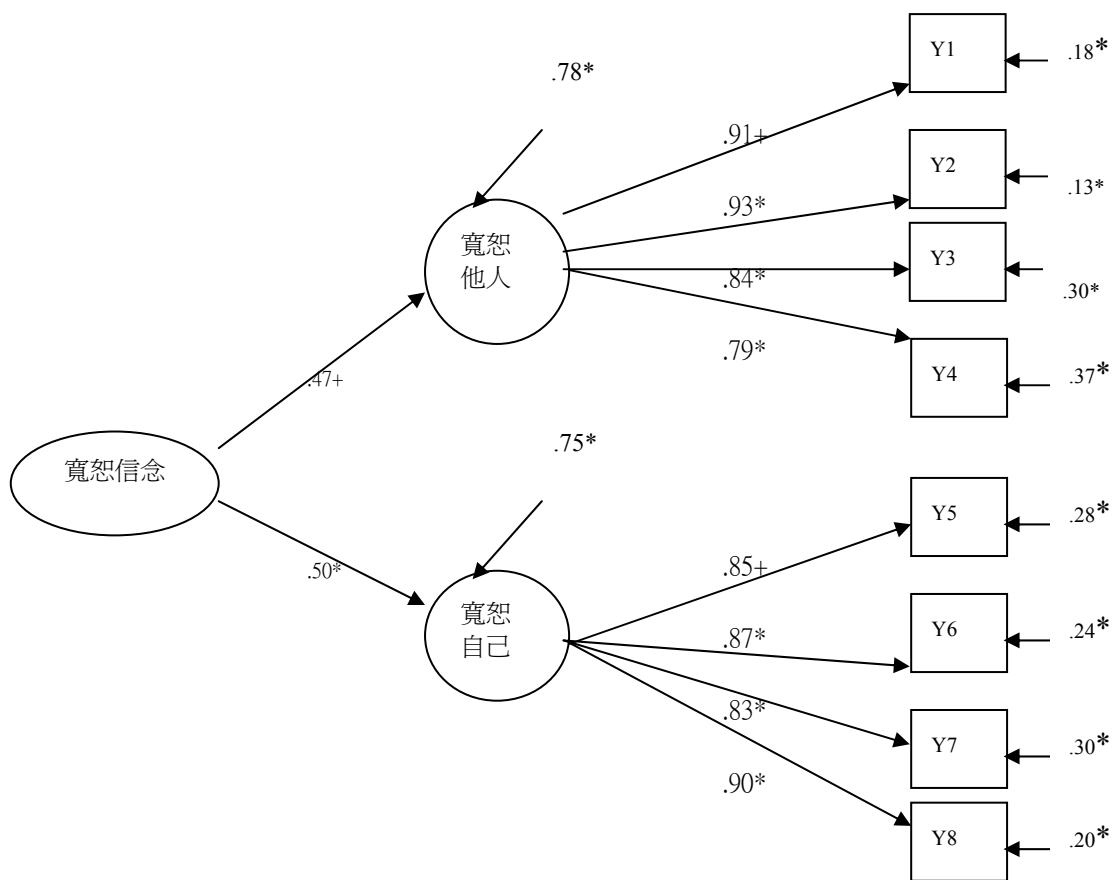 Y1
.18*
.78*
.91+
Y2
.13*
.93*
寬恕
他人
Y3
.84*
.30*
.79*
Y4
.37*
.47+
寬恕信念
.75*
Y5
.28*
.50*
.85+
寬恕
自己
Y6
.24*
.87*
.83*
Y7
.30*
.90*
Y8
.20*